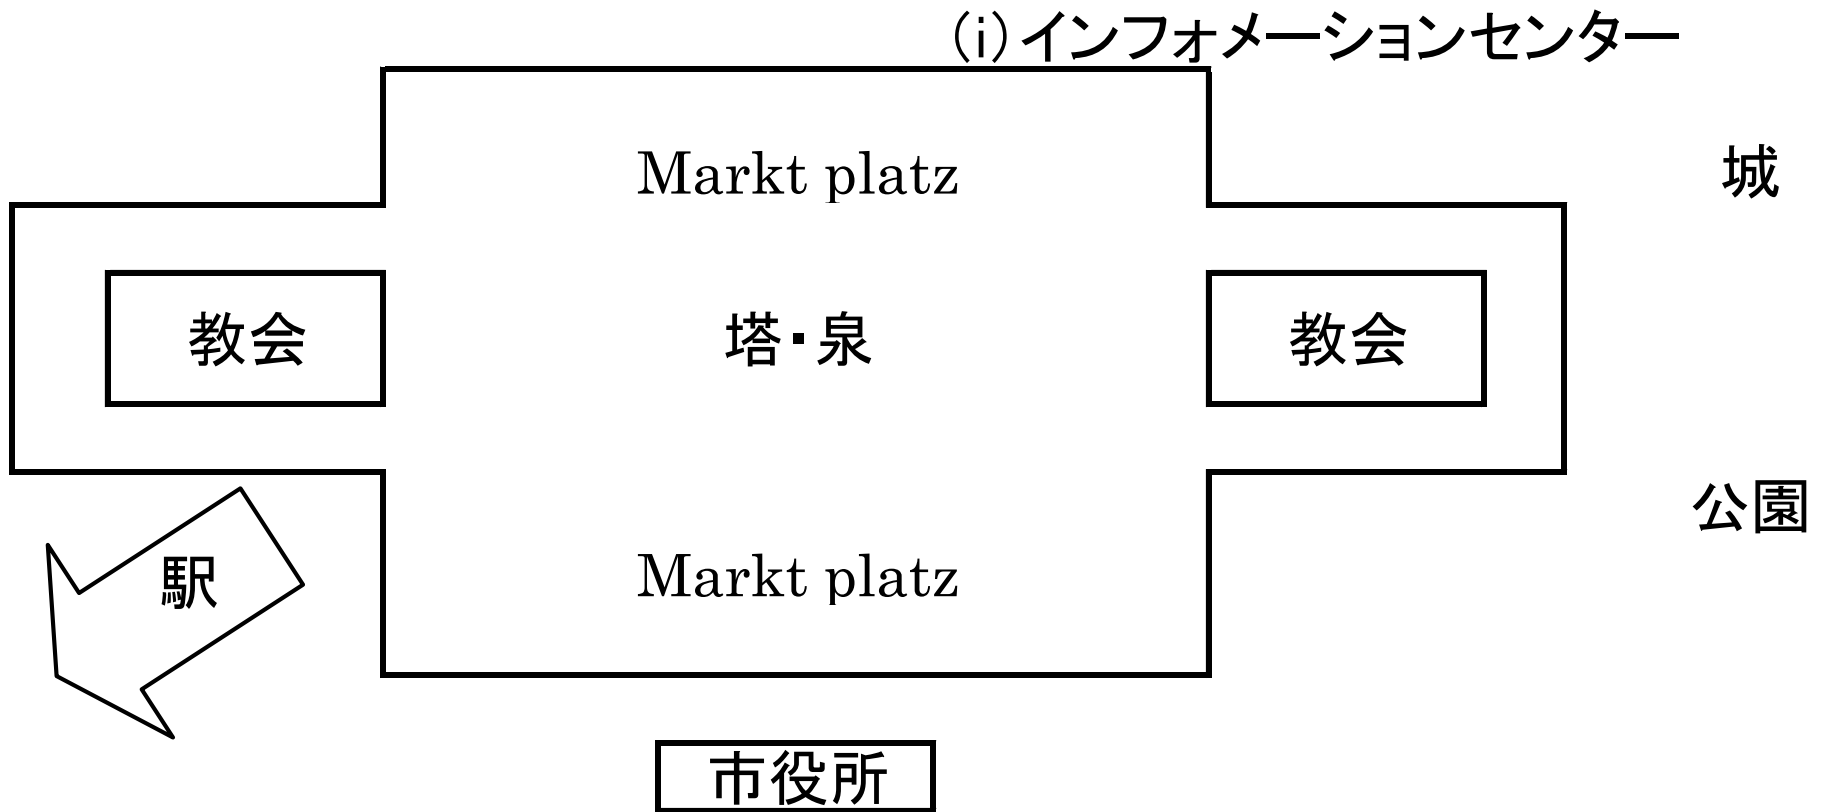 (i)インフォメーションセンター
Markt platz
城
教会
塔・泉
教会
公園
駅
Markt platz
市役所